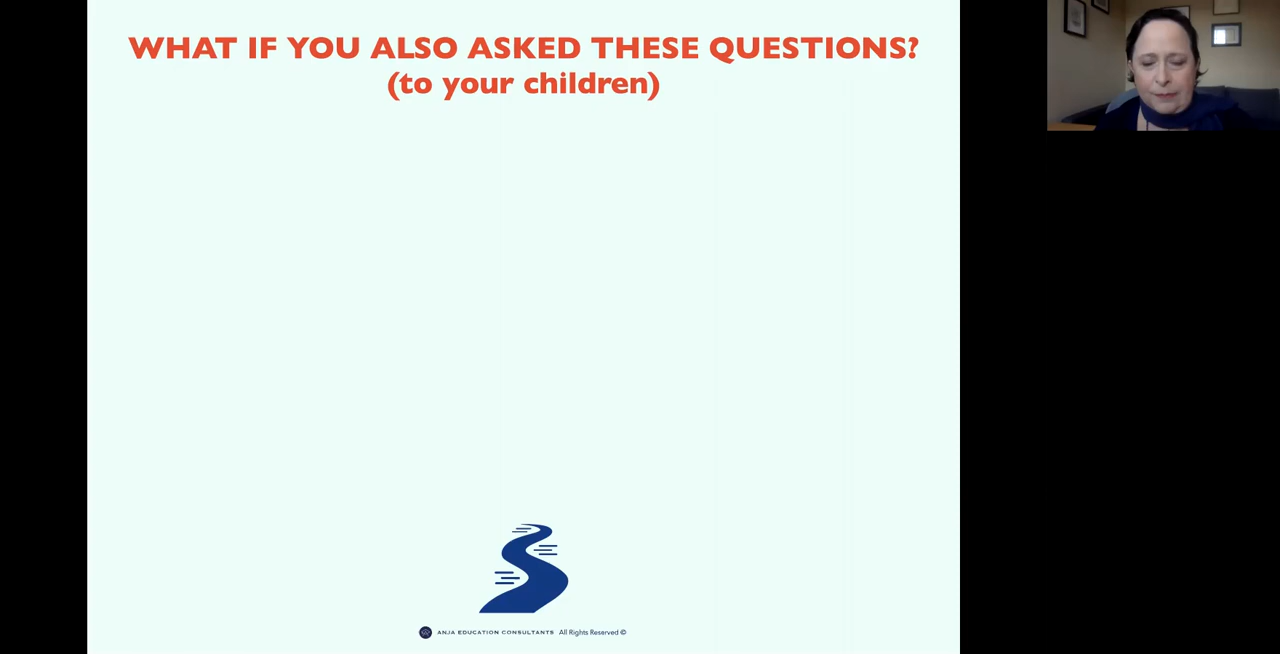 WHAT IF YOU ALSO ASKED THESE QUESTIONS?
(to your children)
ANJA EDUCATION CONSULTANTS All Rights Reserved ©